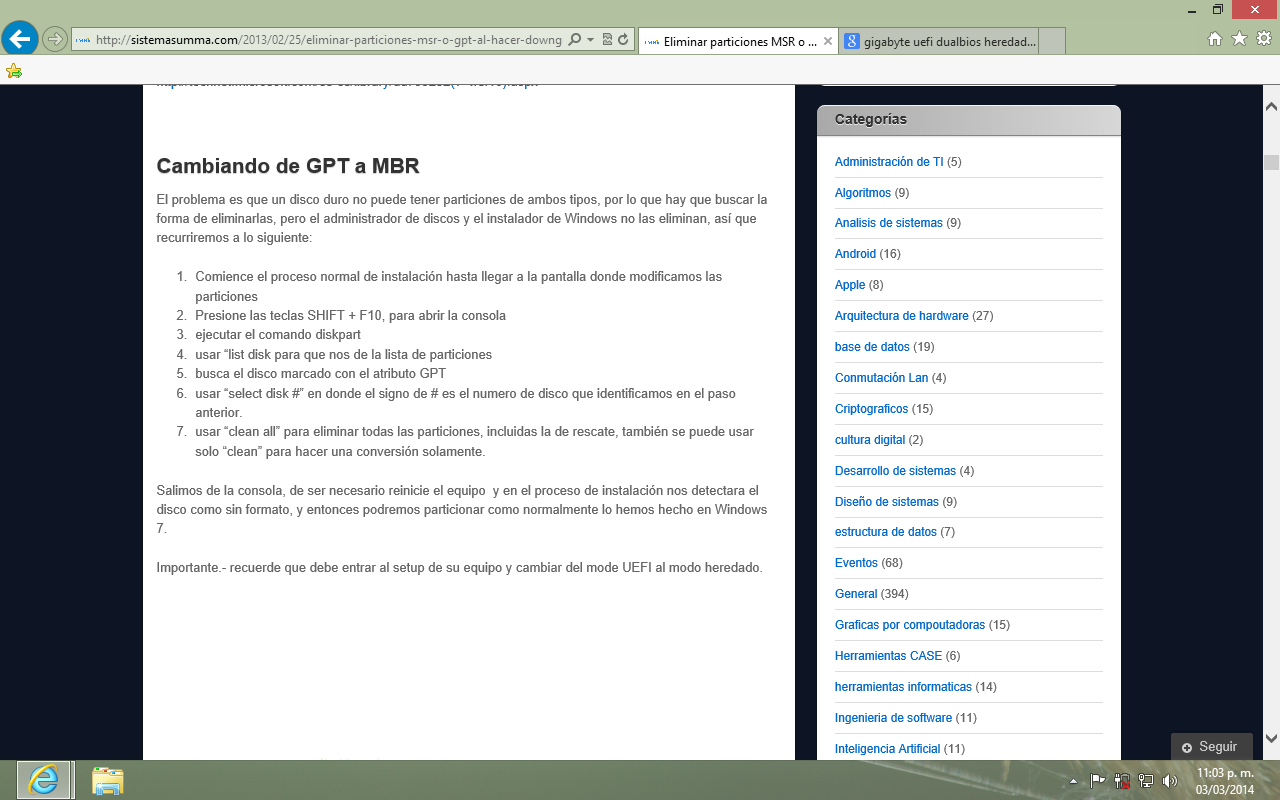 http://sistemasumma.com/2013/02/25/eliminar-particiones-msr-o-gpt-al-hacer-downg
Eliminar particiones MSR o ...
gigabyte uefi dualbios heredad...
Cambiando de GPT a MBR
El problema es que un disco duro no puede tener particiones de ambos tipos, por lo que hay que buscar la
forma de eliminarlas, pero el administrador de discos y el instalador de Windows no las eliminan, así que
recurriremos a lo siguiente:
1. Comience el proceso normal de instalación hasta llegar a la pantalla donde modificamos las
particiones
2. Presione las teclas SHIFT + F10, para abrir la consola
3. ejecutar el comando diskpart
4. usar “list disk para que nos de la lista de particiones
5. busca el disco marcado con el atributo GPT
6. usar “select disk #” en donde el signo de # es el numero de disco que identificamos en el paso
anterior.
7. usar “clean all” para eliminar todas las particiones, incluidas la de rescate, también se puede usar
solo “clean” para hacer una conversión solamente.
Salimos de la consola, de ser necesario reinicie el equipo y en el proceso de instalación nos detectara el
disco como sin formato, y entonces podremos particionar como normalmente lo hemos hecho en Windows
7.
Importante.- recuerde que debe entrar al setup de su equipo y cambiar del mode UEFI al modo heredado.
Categorías
Administración de TI (5)
Algoritmos (9)
Analisis de sistemas (9)
Android (16)
Apple (8)
Arquitectura de hardware (27)
base de datos (19)
Conmutación Lan (4)
Criptograficos (15)
cultura digital (2)
Desarrollo de sistemas (4)
Diseño de sistemas (9)
estructura de datos (7)
Eventos (68)
General (394)
Graficas por compoutadoras (15)
Herramientas CASE (6)
herramientas informaticas (14)
Ingenieria de software (11)
Inteligencia Artificial (11)
Seguir
11:03 p. m.
03/03/2014